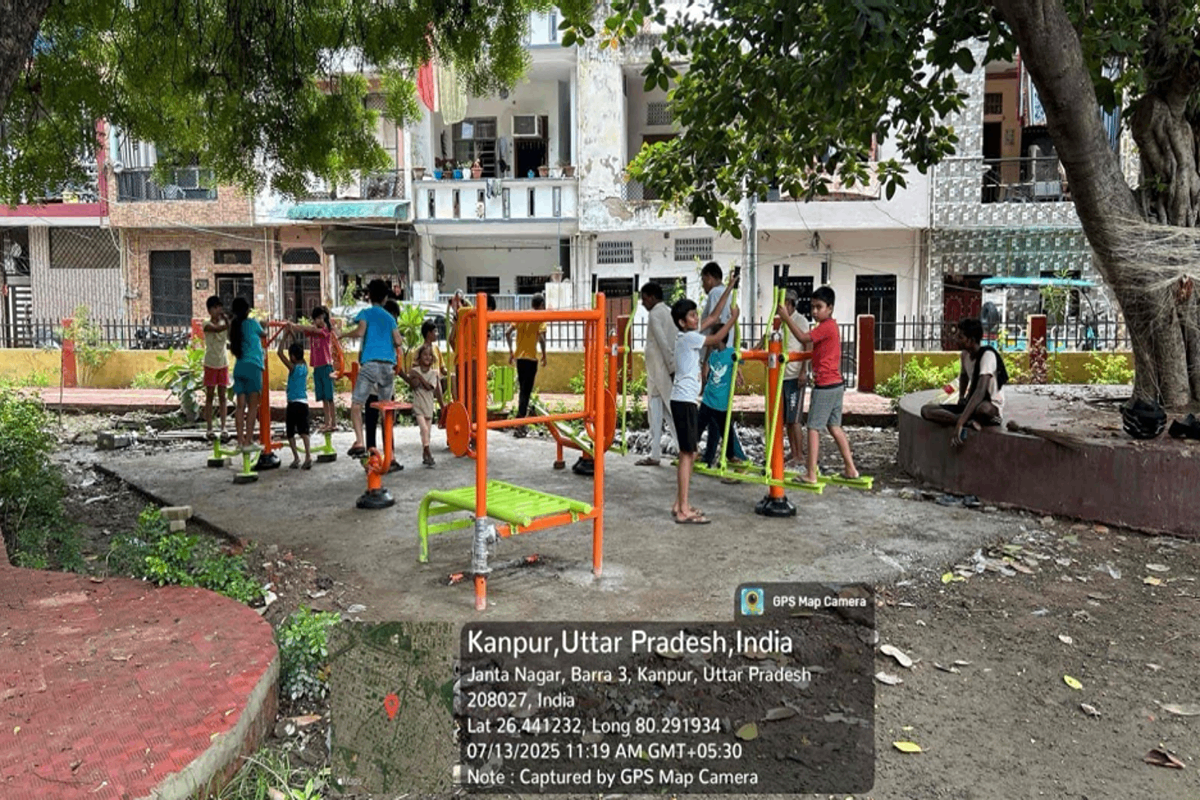 GPS Map Camera
Kanpur,Uttar Pradesh,India
Janta Nagar, Barra 3, Kanpur, Uttar Pradesh
208027, India
Lat 26.441232, Long 80.291934
07/13/2025 11:19 AM GMT+05:30
Note : Captured by GPS Map Camera